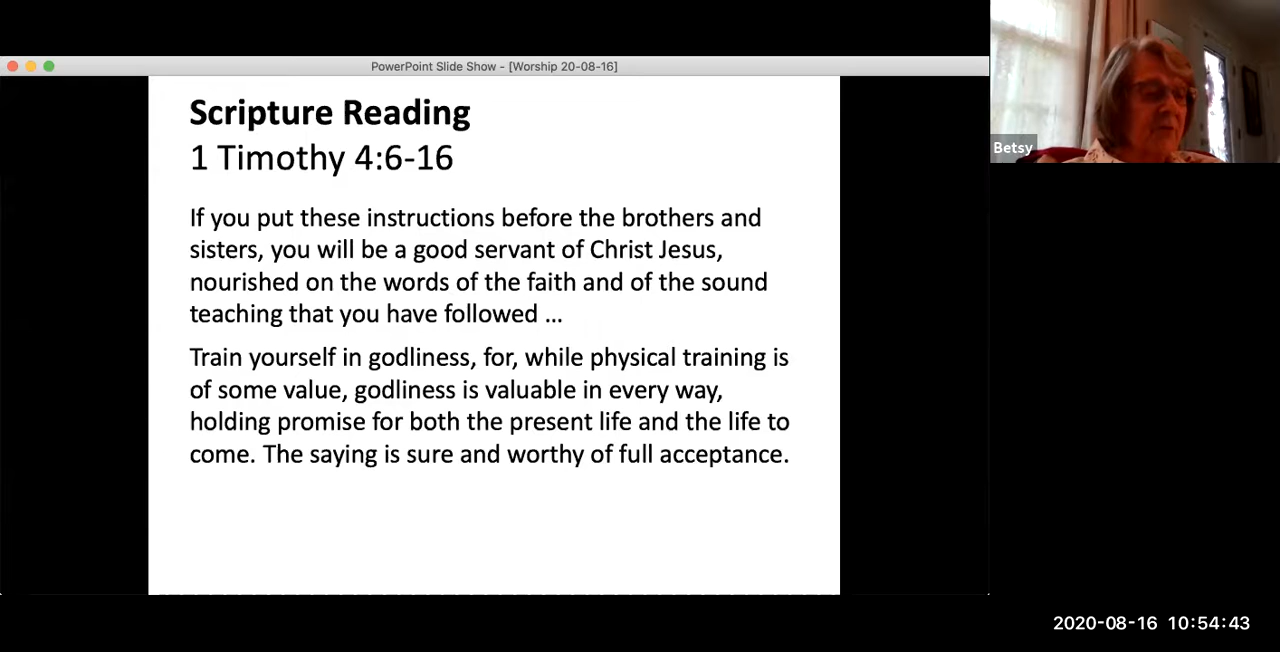 PowerPoint Slide Show - [Worship 20-08-16]
Scripture Reading
1 Timothy 4:6-16
If you put these instructions before the brothers and
sisters, you will be a good servant of Christ Jesus,
nourished on the words of the faith and of the sound
teaching that you have followed ...
Train yourself in godliness, for, while physical training is
of some value, godliness is valuable in every way,
holding promise for both the present life and the life to
come. The saying is sure and worthy of full acceptance.
Betsy
2020-08-16 10:54:43